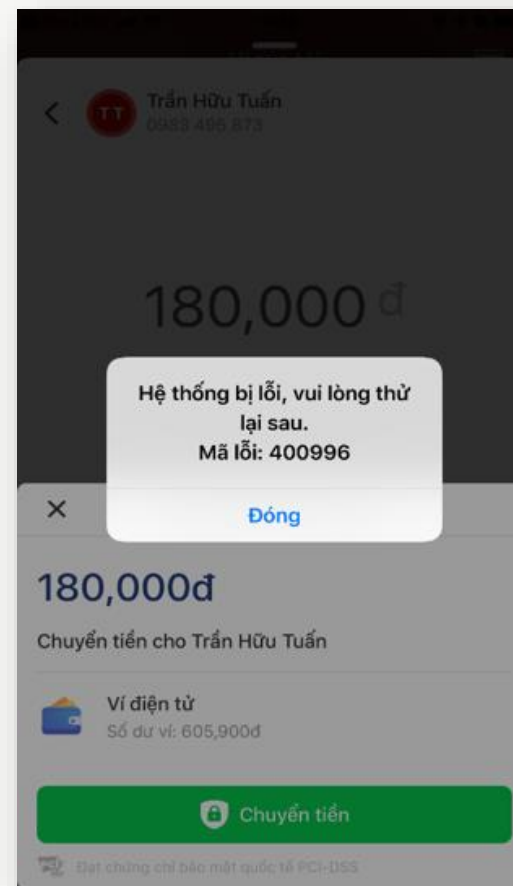 TT
Trần Hữu Tuấn
0983 495 873
180,000 đ
Hệ thống bị lỗi, vui lòng thử
lại sau.
Mã lỗi: 400996
Đóng
180,000đ
Chuyển tiền cho Trần Hữu Tuấn
Ví điện tử
Số dư ví: 605,900đ
Chuyển tiền
Đạt chứng chỉ bảo mật quốc tế PCI-DSS